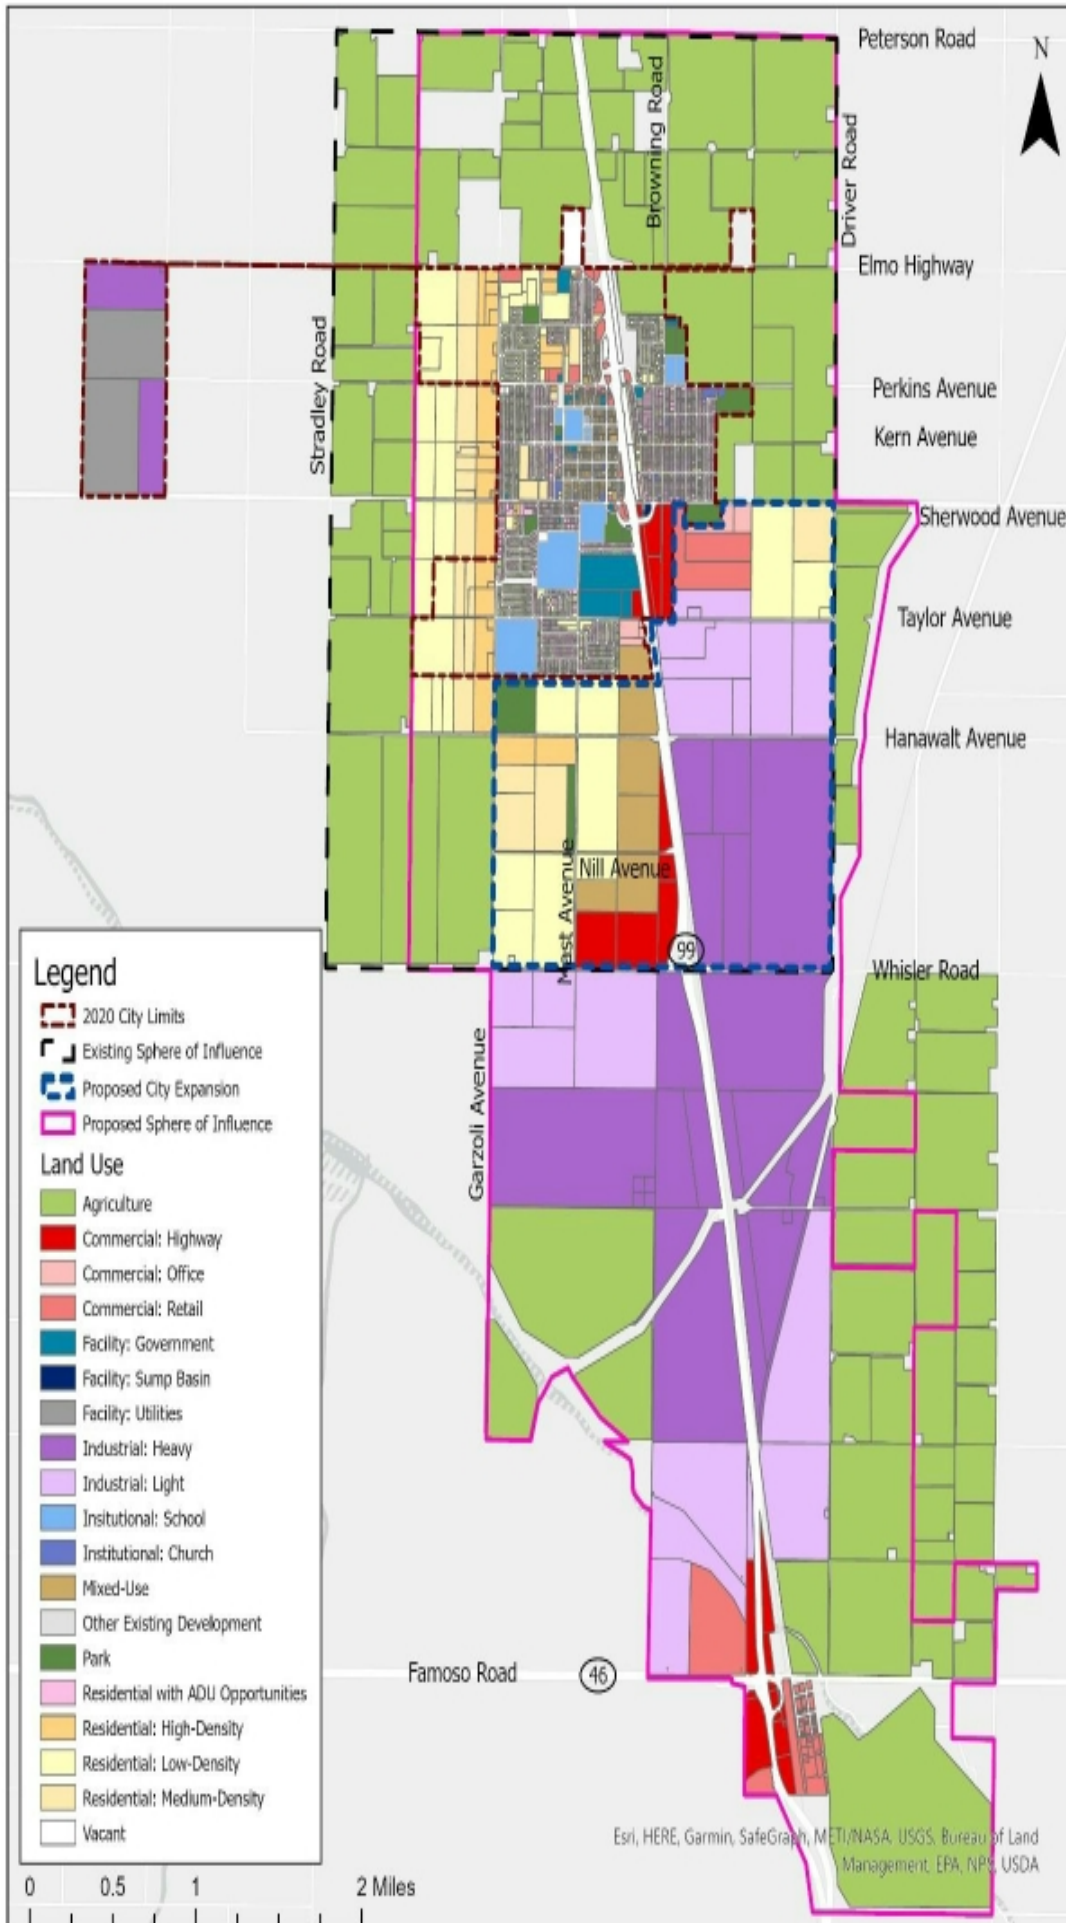 Peterson Road
N
Browning Road
Driver Road
Elmo Highway
Stradley Road
Perkins Avenue
Kern Avenue
Sherwood Avenue
Taylor Avenue
Hanawalt Avenue
Nill Avenue
Mast Avenue
99
Whisler Road
Garzoli Avenue
Legend
2020 City Limits
Existing Sphere of Influence
Proposed City Expansion
Proposed Sphere of Influence
Land Use
Agriculture
Commercial: Highway
Commercial: Office
Commercial: Retail
Facility: Government
Facility: Sump Basin
Facility: Utilities
Industrial: Heavy
Industrial: Light
Insitutional: School
Institutional: Church
Mixed-Use
Other Existing Development
Park
Residential with ADU Opportunities
Residential: High-Density
Residential: Low-Density
Residential: Medium-Density
Vacant
Famoso Road
46
Esri, HERE, Garmin, SafeGraph, METI/NASA, USGS, Bureau of Land
Management, EPA, NPS, USDA
0 0.5 1 2 Miles